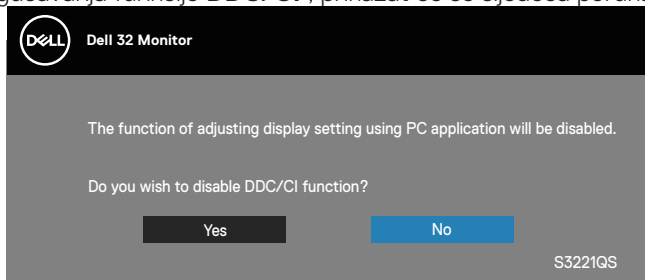 DELL
Dell 32 Monitor
The function of adjusting display setting using PC application will be disabled.
Do you wish to disable DDC/CI function?
Yes
No
S3221QS